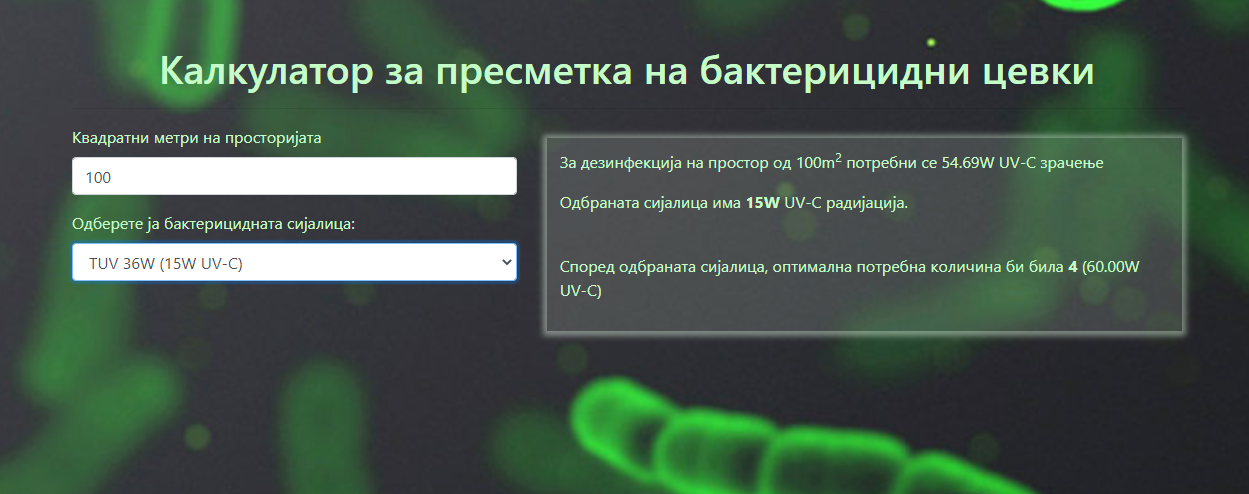 Калкулатор за пресметка на бактерицидни цевки
Квадратни метри на просторијата
100
Одберете ја бактерицидната сијалица:
TUV 36W (15W UV-C)
За дезинфекција на простор од 100m² потребни се 54.69W UV-C зрачење
Одбраната сијалица има 15W UV-C радијација.
Според одбраната сијалица, оптимална потребна количина би била 4 (60.00W
UV-C)